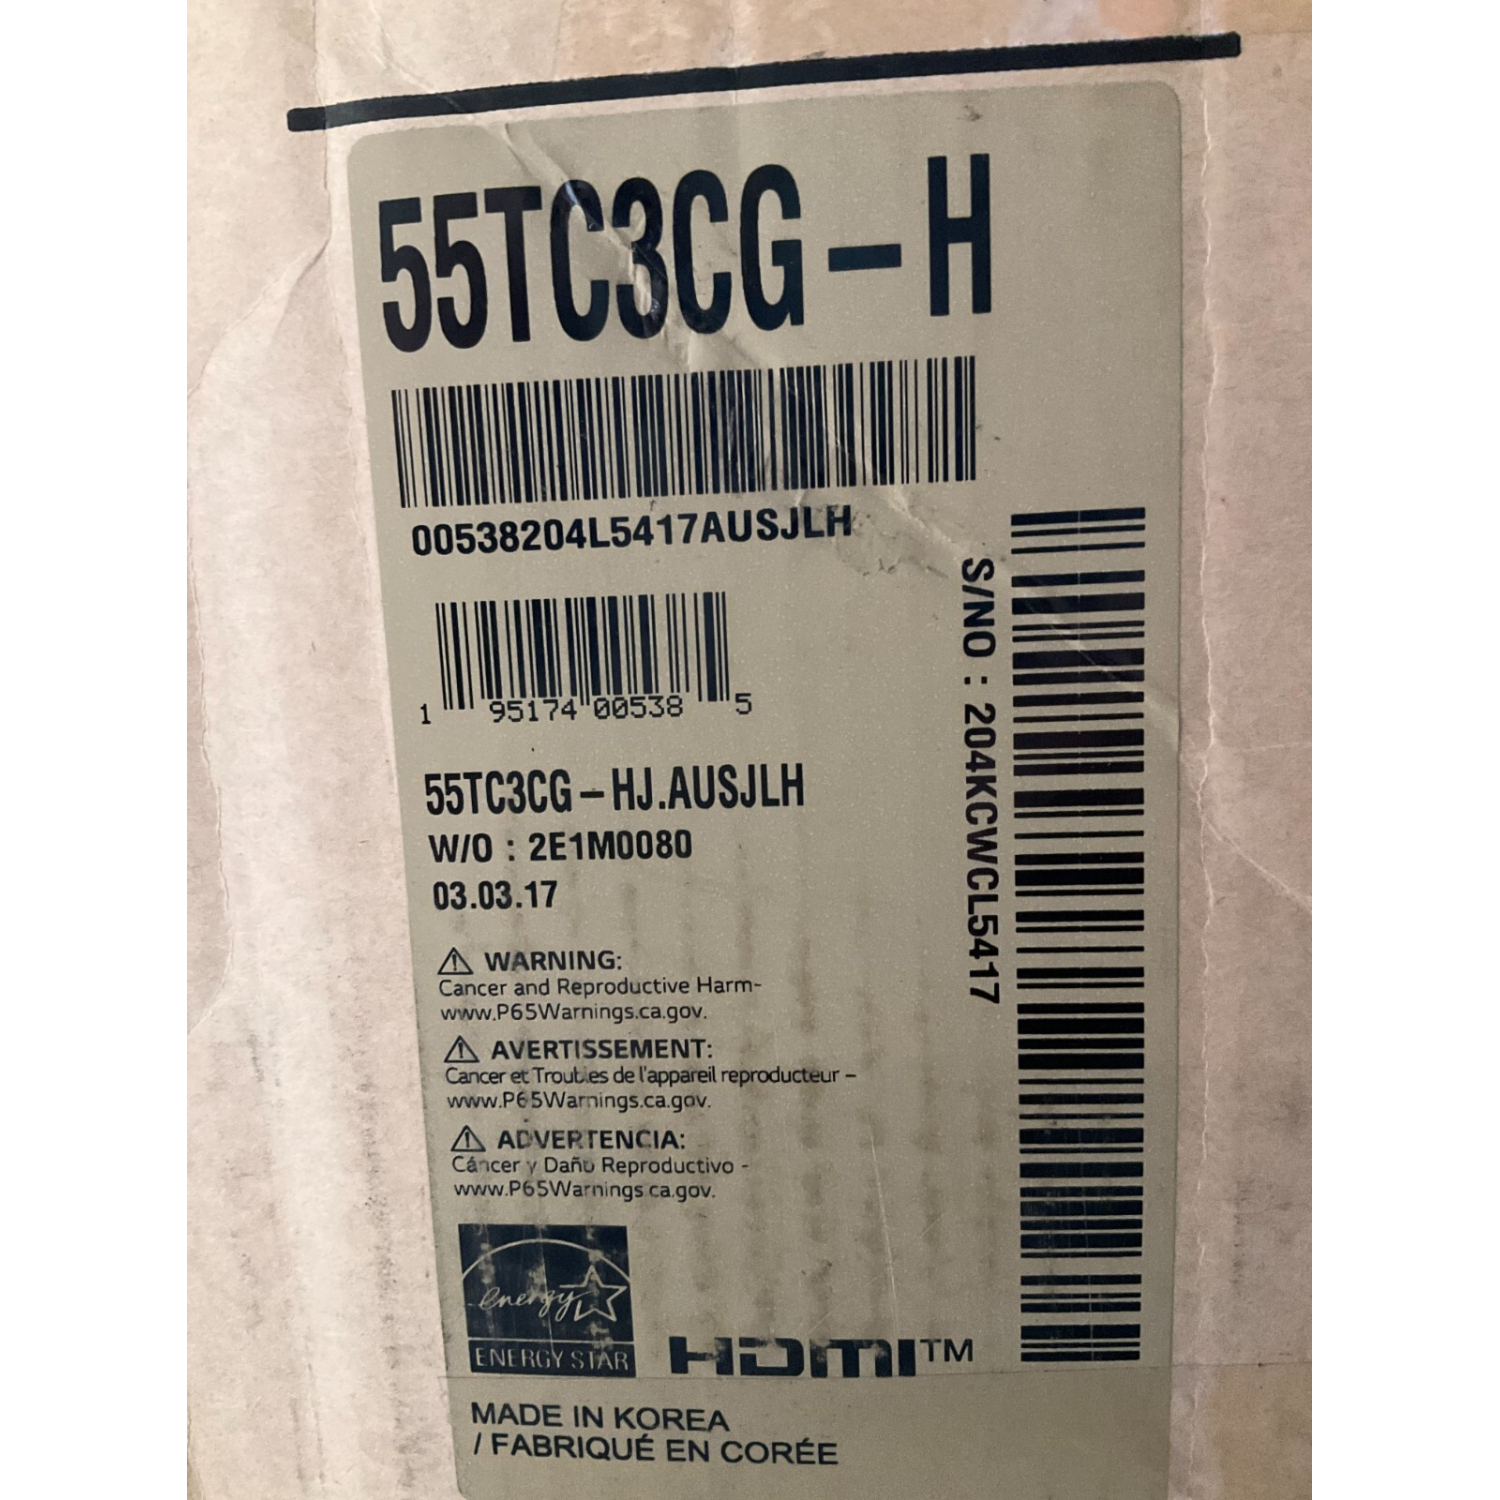 55TC3CG-H
00538204L5417AUSJLH
1 95174 00538 5
55TC3CG-HJ.AUSJLH
W/O : 2E1M0080
03.03.17
⚠ WARNING:
Cancer and Reproductive Harm-
www.P65Warnings.ca.gov.
⚠ AVERTISSEMENT:
Cancer et Troubles de l'appareil reproducteur –
www.P65Warnings.ca.gov.
⚠ ADVERTENCIA:
Cáncer y Daño Reproductivo -
www.P65Warnings.ca.gov.
energy
ENERGY STAR
HDMI™
MADE IN KOREA
/ FABRIQUÉ EN CORÉE
S/NO : 204KCWCL5417